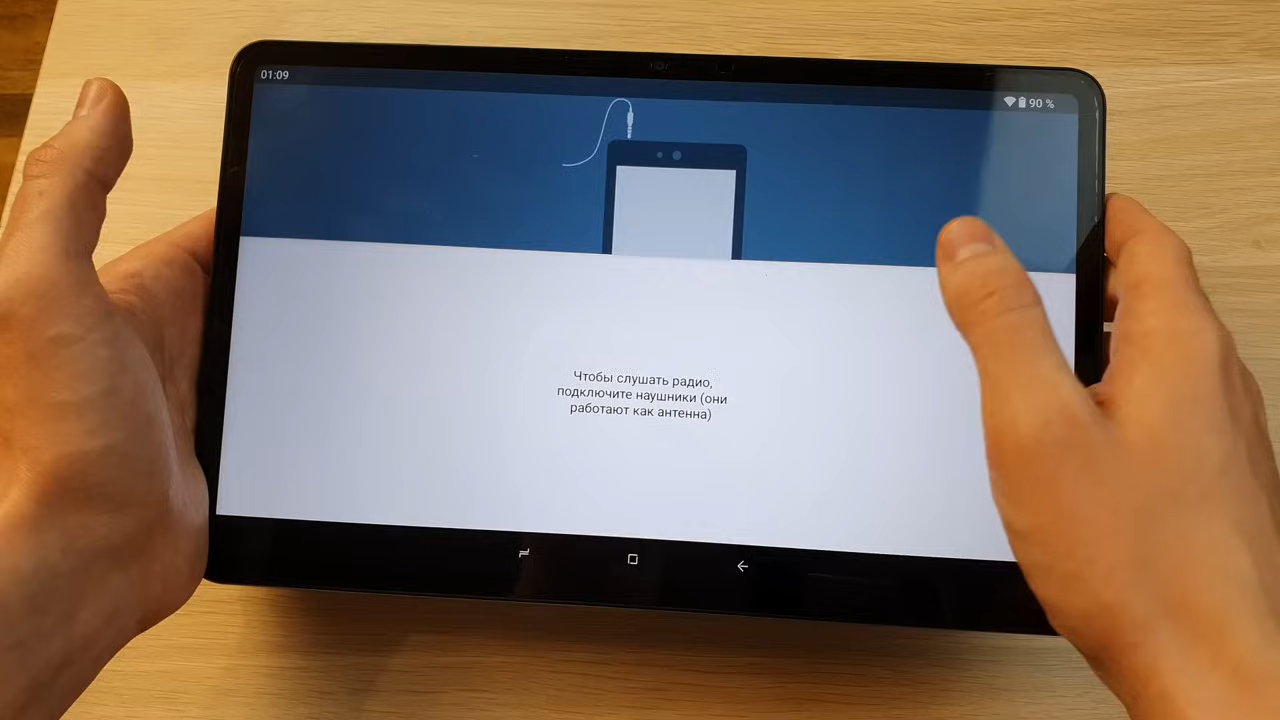 01:09
90 %
Чтобы слушать радио,
подключите наушники (они
работают как антенна)